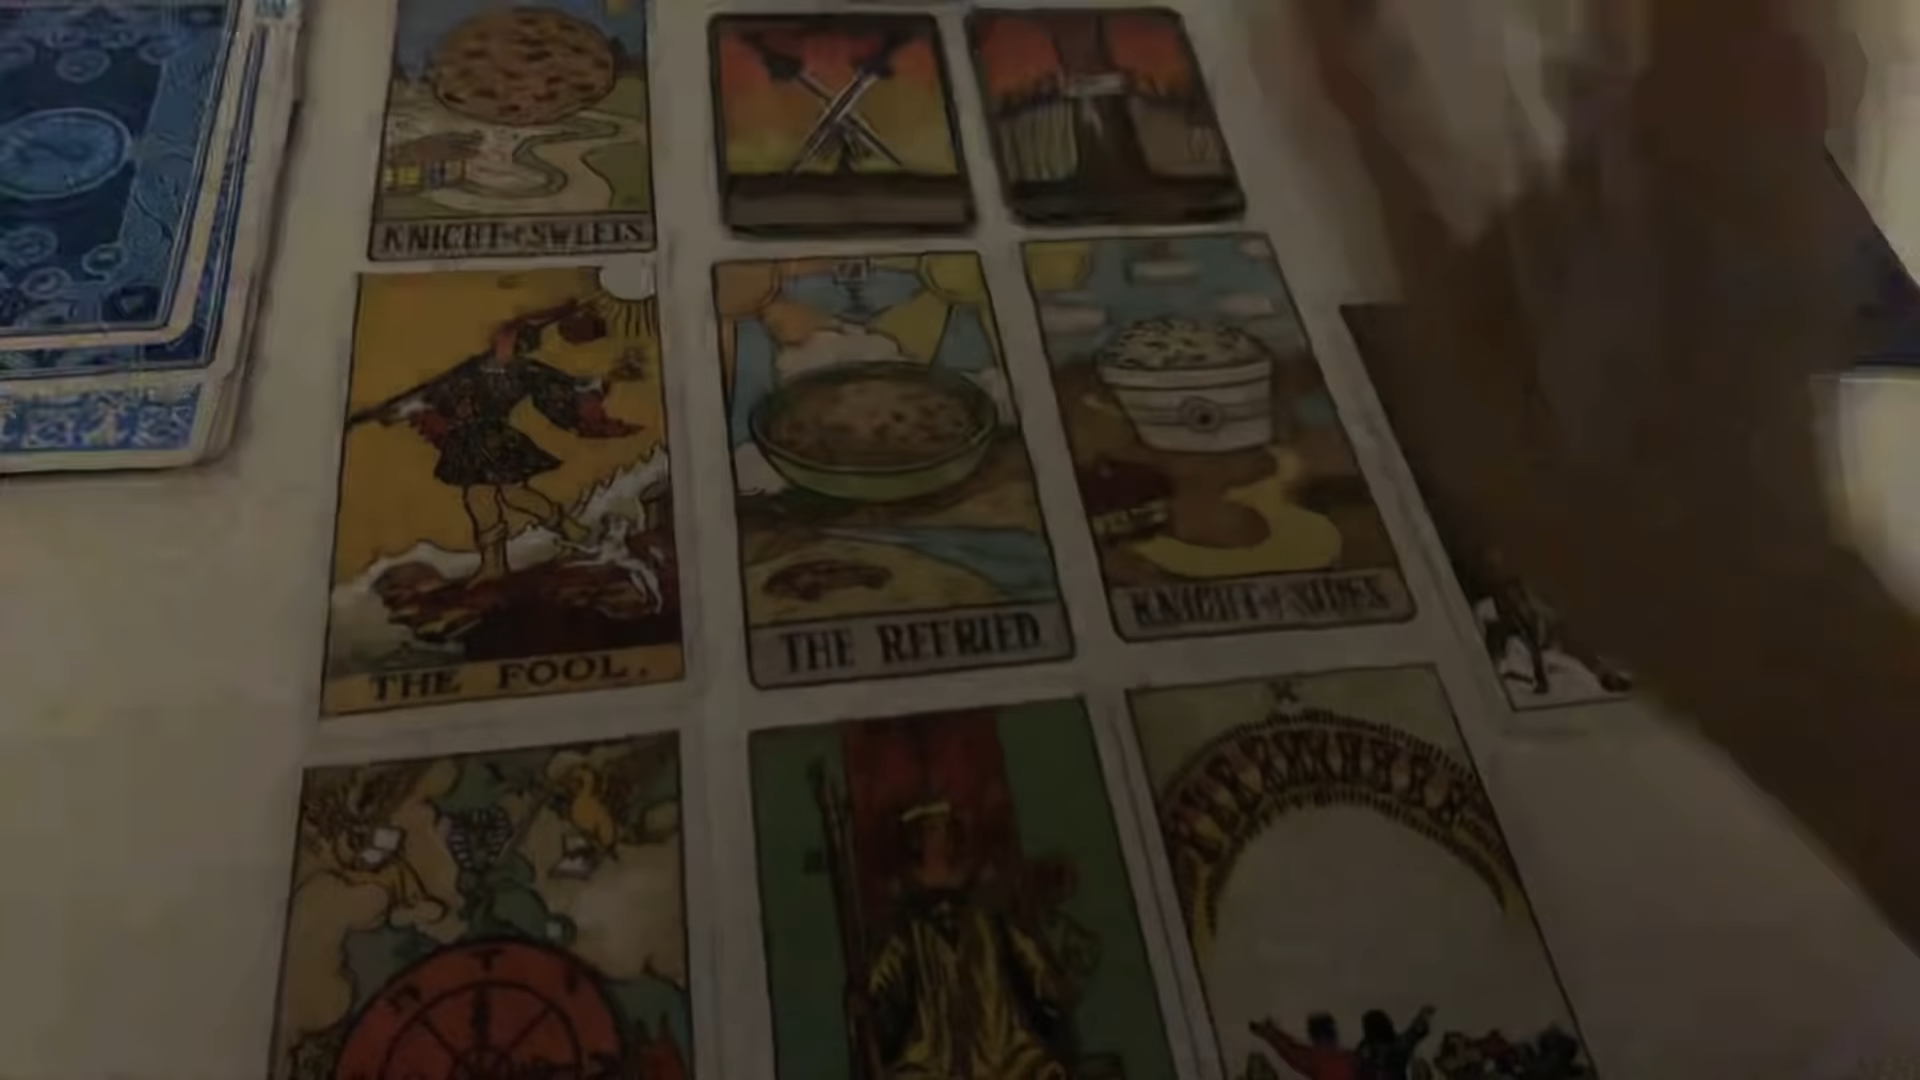 KNIGHT of SWEETS
THE FOOL.
THE REFRIED
KNIGHT of SIDES
X